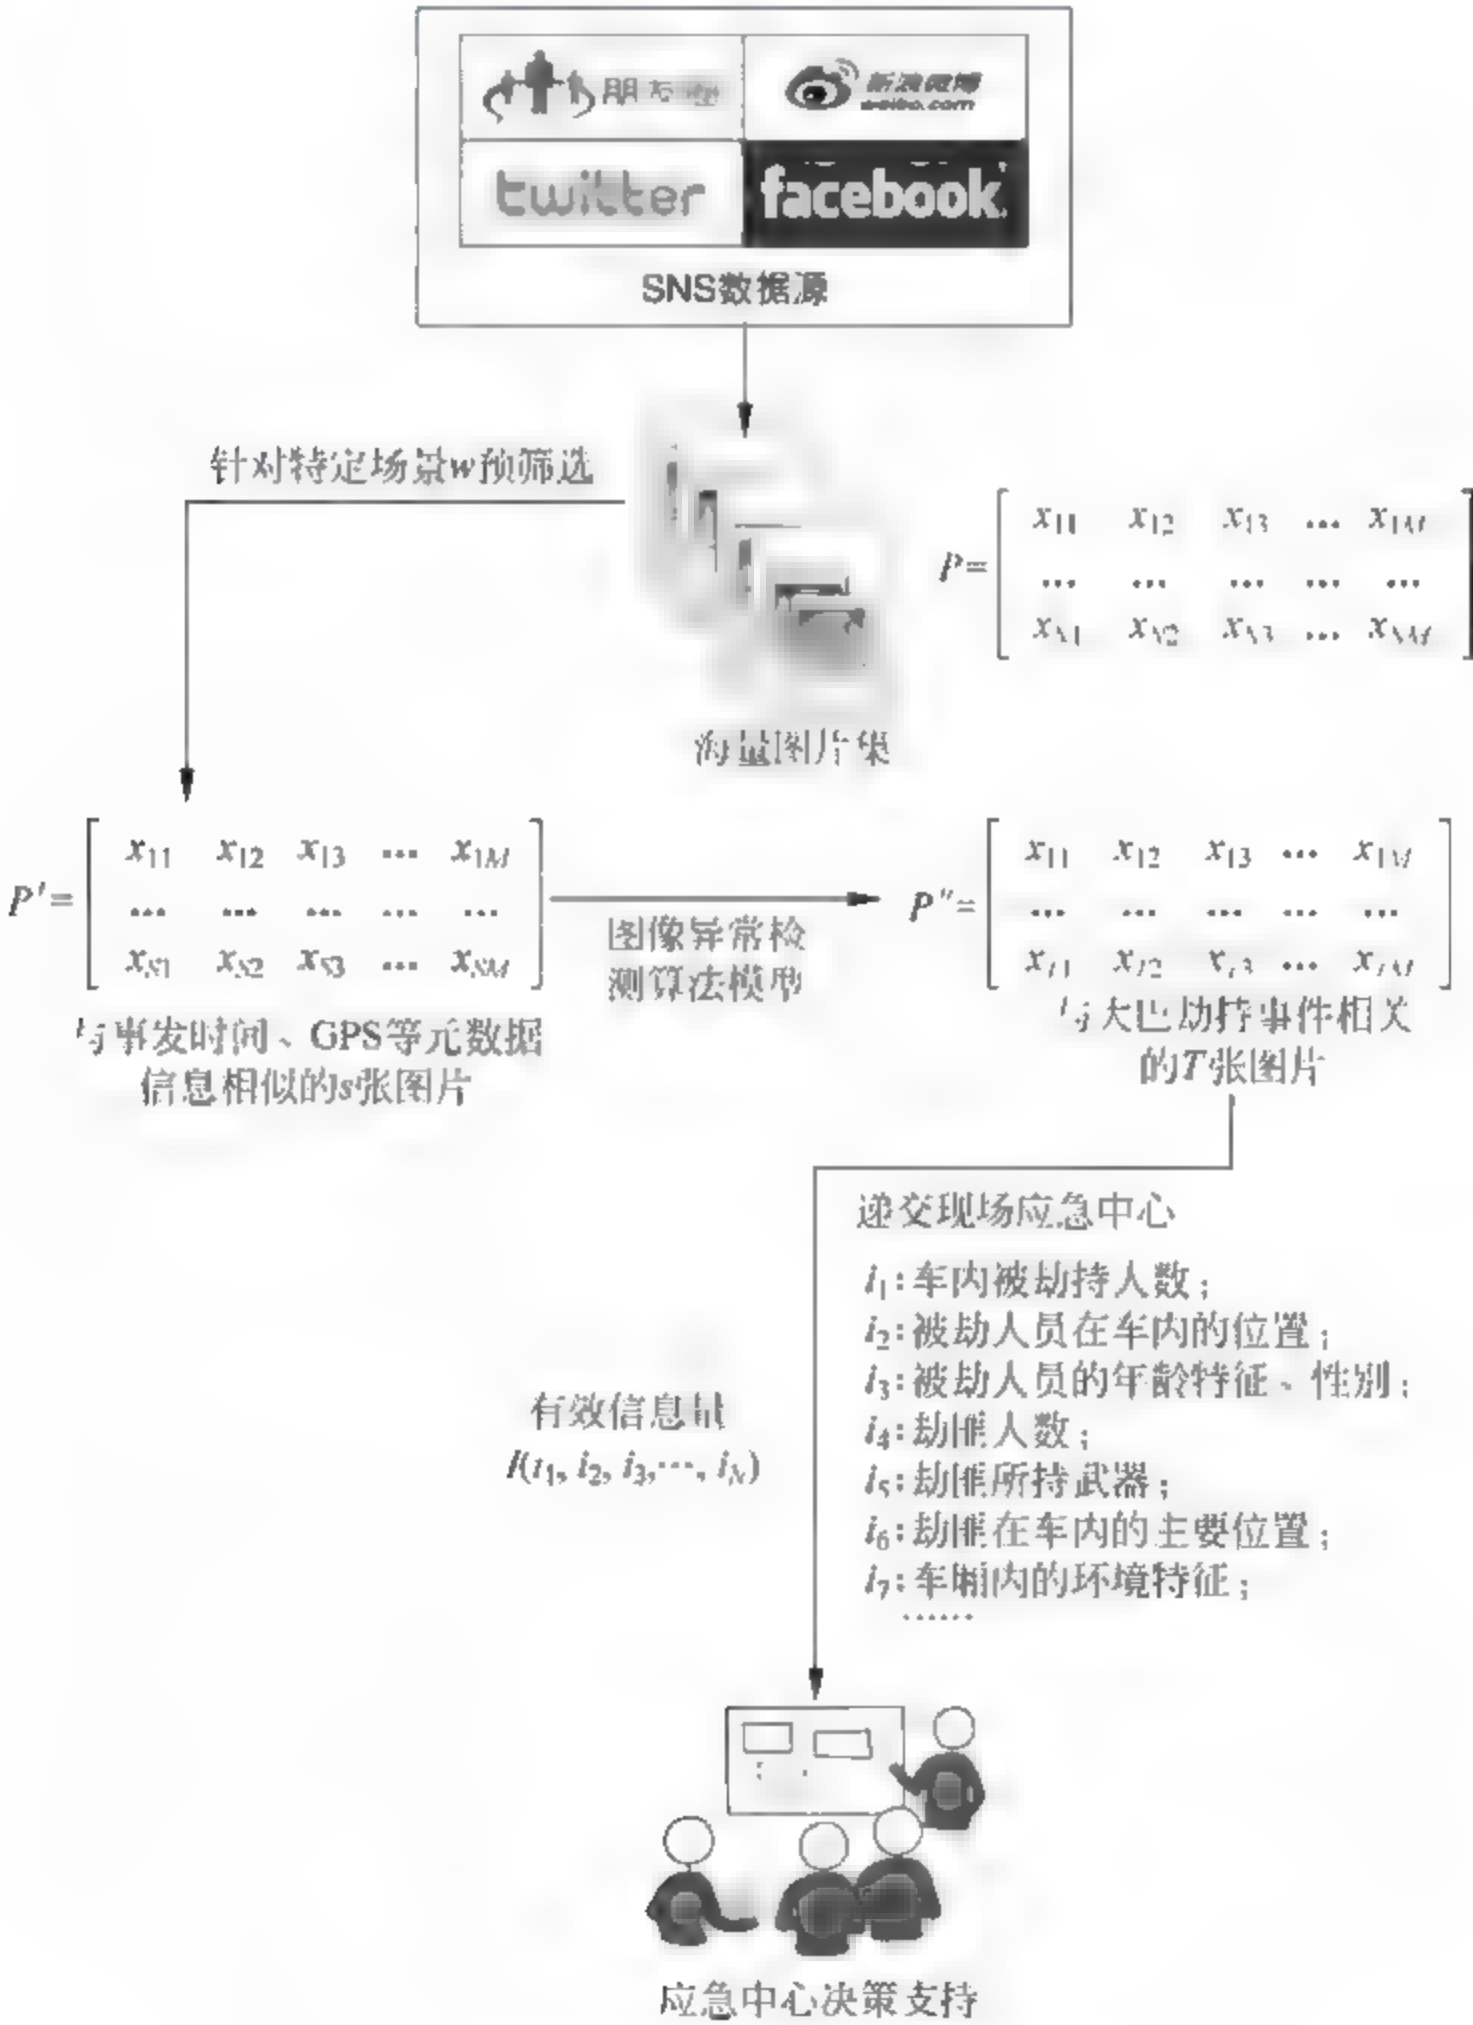 朋友圈
新浪微博
weibo.com
twitter
facebook.
SNS数据源
针对特定场景w预筛选
P=
x11 x12 x13 … x1M
… … … … …
xN1 xN2 xN3 … xNM
海量图片集
P′=
x11 x12 x13 … x1M
… … … … …
xS1 xS2 xS3 … xSM
与事发时间、GPS等元数据
信息相似的s张图片
图像异常检
测算法模型
P″=
x11 x12 x13 … x1M
… … … … …
xT1 xT2 xT3 … xTM
与大巴劫持事件相关
的T张图片
递交现场应急中心
i1:车内被劫持人数;
i2:被劫人员在车内的位置;
i3:被劫人员的年龄特征、性别;
i4:劫匪人数;
i5:劫匪所持武器;
i6:劫匪在车内的主要位置;
i7:车厢内的环境特征;
……
有效信息量
I(i1, i2, i3,…, iN)
应急中心决策支持